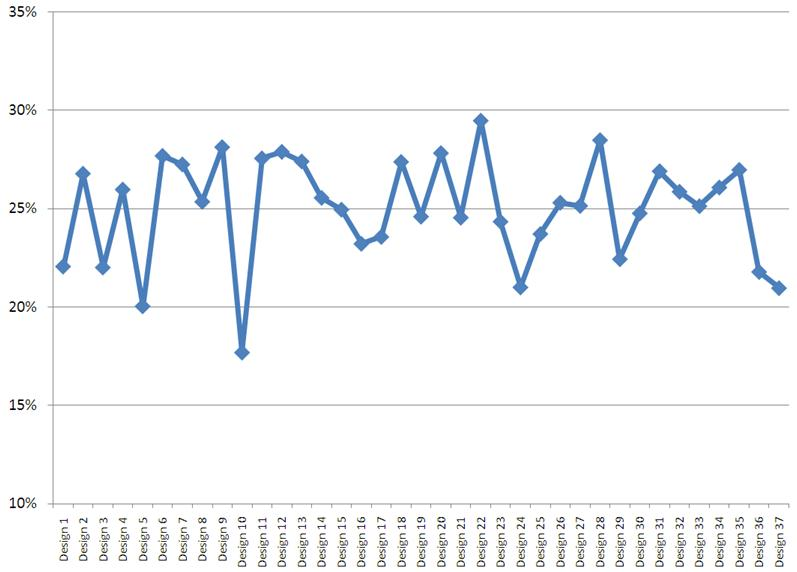 35%
30%
25%
20%
15%
10%
Design 1
Design 2
Design 3
Design 4
Design 5
Design 6
Design 7
Design 8
Design 9
Design 10
Design 11
Design 12
Design 13
Design 14
Design 15
Design 16
Design 17
Design 18
Design 19
Design 20
Design 21
Design 22
Design 23
Design 24
Design 25
Design 26
Design 27
Design 28
Design 29
Design 30
Design 31
Design 32
Design 33
Design 34
Design 35
Design 36
Design 37